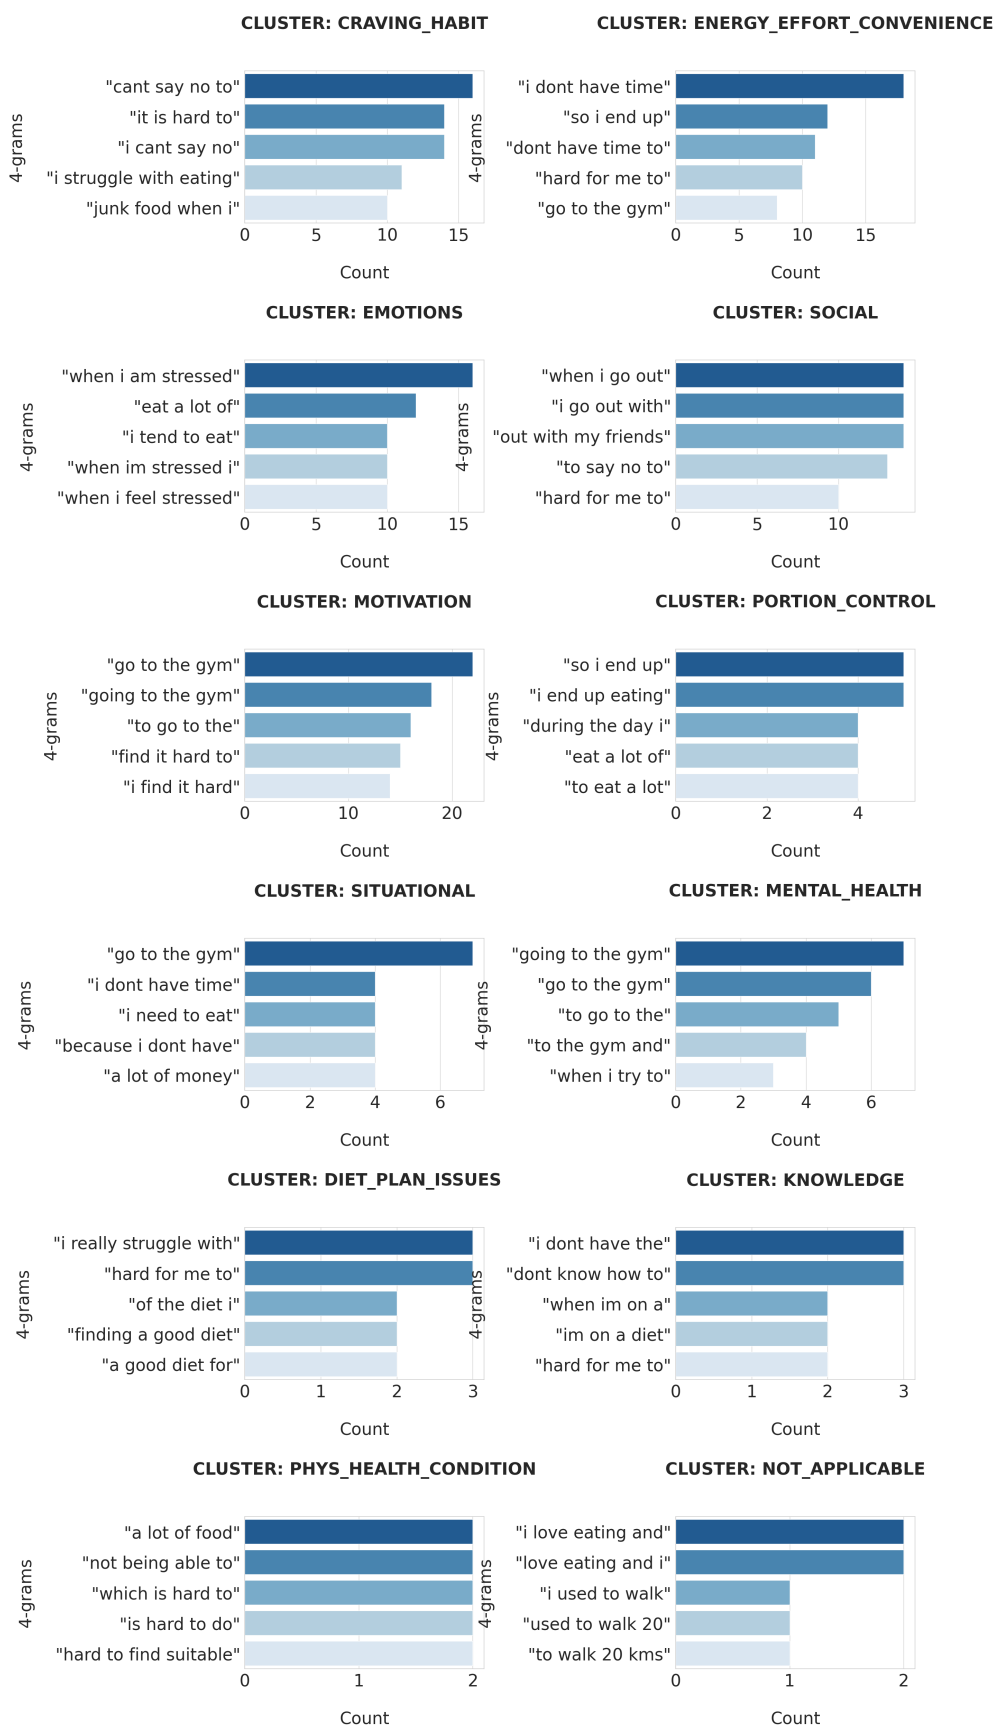 CLUSTER: CRAVING_HABIT
4-grams
"cant say no to"
"it is hard to"
"i cant say no"
"i struggle with eating"
"junk food when i"
0 5 10 15
Count
CLUSTER: ENERGY_EFFORT_CONVENIENCE
4-grams
"i dont have time"
"so i end up"
"dont have time to"
"hard for me to"
"go to the gym"
0 5 10 15
Count
CLUSTER: EMOTIONS
4-grams
"when i am stressed"
"eat a lot of"
"i tend to eat"
"when im stressed i"
"when i feel stressed"
0 5 10 15
Count
CLUSTER: SOCIAL
4-grams
"when i go out"
"i go out with"
"out with my friends"
"to say no to"
"hard for me to"
0 5 10
Count
CLUSTER: MOTIVATION
4-grams
"go to the gym"
"going to the gym"
"to go to the"
"find it hard to"
"i find it hard"
0 10 20
Count
CLUSTER: PORTION_CONTROL
4-grams
"so i end up"
"i end up eating"
"during the day i"
"eat a lot of"
"to eat a lot"
0 2 4
Count
CLUSTER: SITUATIONAL
4-grams
"go to the gym"
"i dont have time"
"i need to eat"
"because i dont have"
"a lot of money"
0 2 4 6
Count
CLUSTER: MENTAL_HEALTH
4-grams
"going to the gym"
"go to the gym"
"to go to the"
"to the gym and"
"when i try to"
0 2 4 6
Count
CLUSTER: DIET_PLAN_ISSUES
4-grams
"i really struggle with"
"hard for me to"
"of the diet i"
"finding a good diet"
"a good diet for"
0 1 2 3
Count
CLUSTER: KNOWLEDGE
4-grams
"i dont have the"
"dont know how to"
"when im on a"
"im on a diet"
"hard for me to"
0 1 2 3
Count
CLUSTER: PHYS_HEALTH_CONDITION
4-grams
"a lot of food"
"not being able to"
"which is hard to"
"is hard to do"
"hard to find suitable"
0 1 2
Count
CLUSTER: NOT_APPLICABLE
4-grams
"i love eating and"
"love eating and i"
"i used to walk"
"used to walk 20"
"to walk 20 kms"
0 1 2
Count